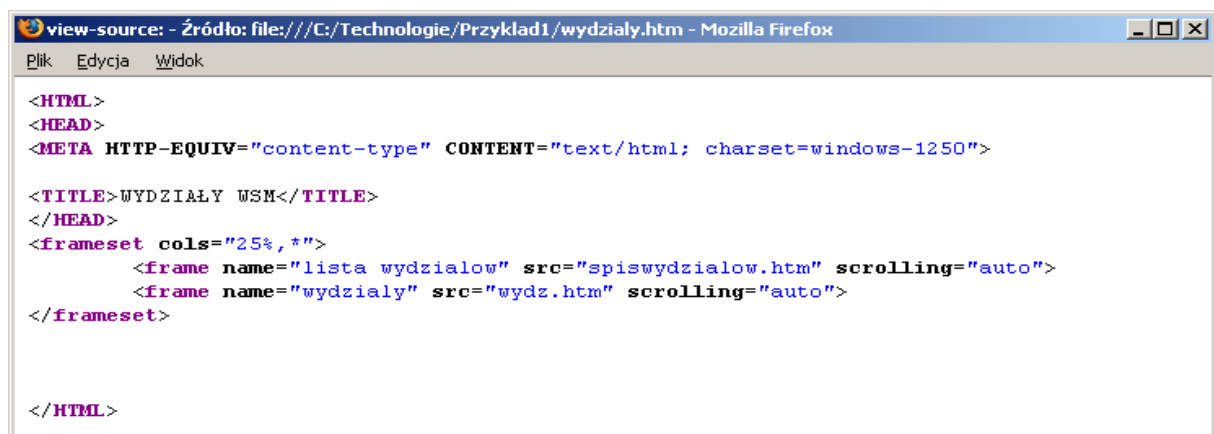 view-source: - Źródło: file:///C:/Technologie/Przyklad1/wydzialy.htm - Mozilla Firefox
Plik Edycja Widok
<HTML>
<HEAD>
<META HTTP-EQUIV="content-type" CONTENT="text/html; charset=windows-1250">
<TITLE>WYDZIAŁY WSM</TITLE>
</HEAD>
<frameset cols="25%,*">
<frame name="lista wydzialow" src="spiswydzialow.htm" scrolling="auto">
<frame name="wydzialy" src="wydz.htm" scrolling="auto">
</frameset>
</HTML>